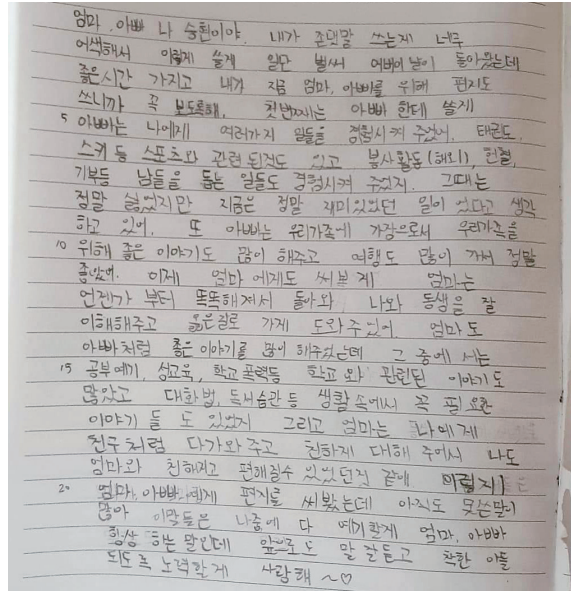 엄마, 아빠 나 승환이야. 내가 존댓말 쓰는게 너무
어색해서 이렇게 쓸게 일단 벌써 어버이날이 돌아왔는데
좋은시간 가지고 내가 지금 엄마, 아빠를 위해 편지도
쓰니까 꼭 보도록해. 첫번째는 아빠 한테 쓸게
5 아빠는 나에게 여러가지 일들을 경험시켜 주었어. 태권도,
스키 등 스포츠와 관련 된것도 있고 봉사활동(해외), 헌혈,
기부등 남들을 돕는 일들도 경험시켜 주었지. 그때는
정말 싫었지만 지금은 정말 재미있었던 일이 었다고 생각
하고 있어. 또 아빠는 우리가족에 가장으로서 우리가족을
10 위해 좋은 이야기도 많이 해주고 여행도 많이 가서 정말
좋았어. 이제 엄마 에게도 써볼게 엄마는
언젠가 부터 똑똑해져서 돌아와 나와 동생을 잘
이해해주고 옳은길로 가게 도와주었어. 엄마도
아빠처럼 좋은이야기를 많이 해주었는데 그 중에서는
15 공부얘기, 성교육, 학교폭력등 학교와 관련된 이야기도
많았고 대화법, 독서습관 등 생활속에서 꼭 필요한
이야기 들도 있었지 그리고 엄마는 나에게
친구처럼 다가와주고 친하게 대해 주어서 나도
엄마와 친해지고 편해질수 있었던것 같애 이렇게
20 엄마, 아빠 에게 편지를 써봤는데 아직도 못쓴말이
많아 이말들은 나중에 다 얘기할게 엄마, 아빠
항상 하는 말인데 앞으로도 말 잘듣고 착한 아들
되도록 노력할게 사랑해 ~♡